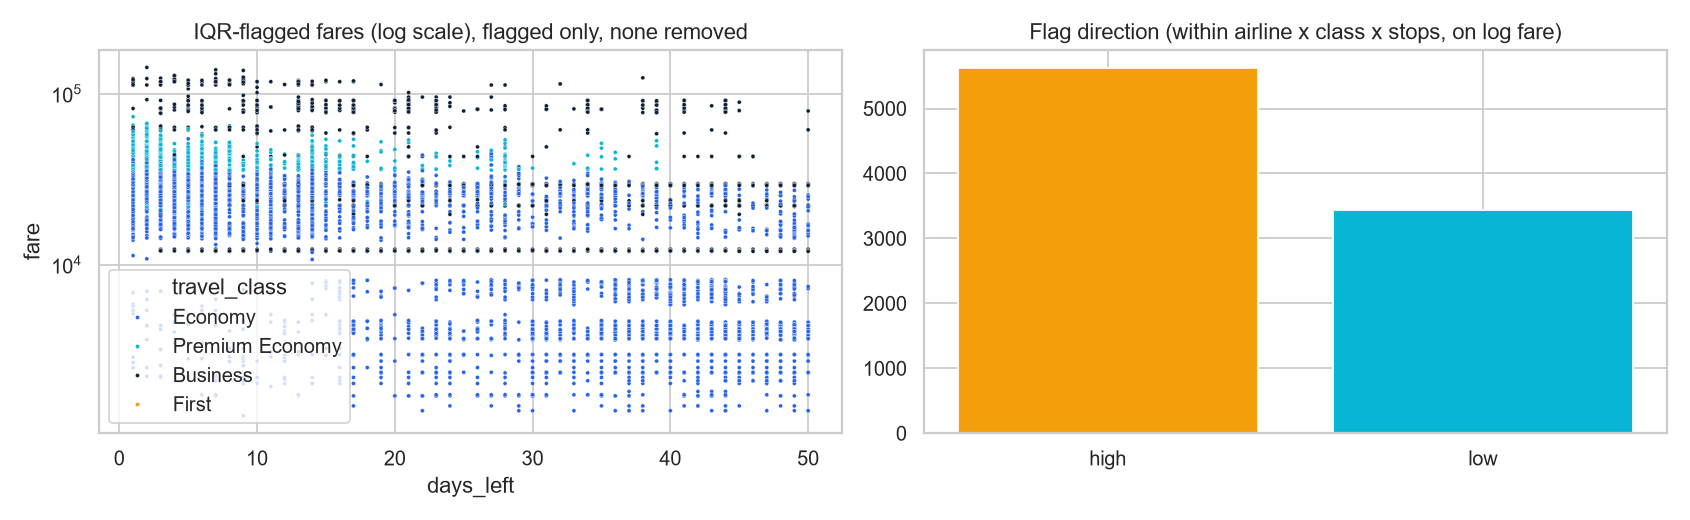 IQR-flagged fares (log scale), flagged only, none removed
fare
10^5
10^4
travel_class
Economy
Premium Economy
Business
First
0 10 20 30 40 50
days_left
Flag direction (within airline x class x stops, on log fare)
5000
4000
3000
2000
1000
0
high low